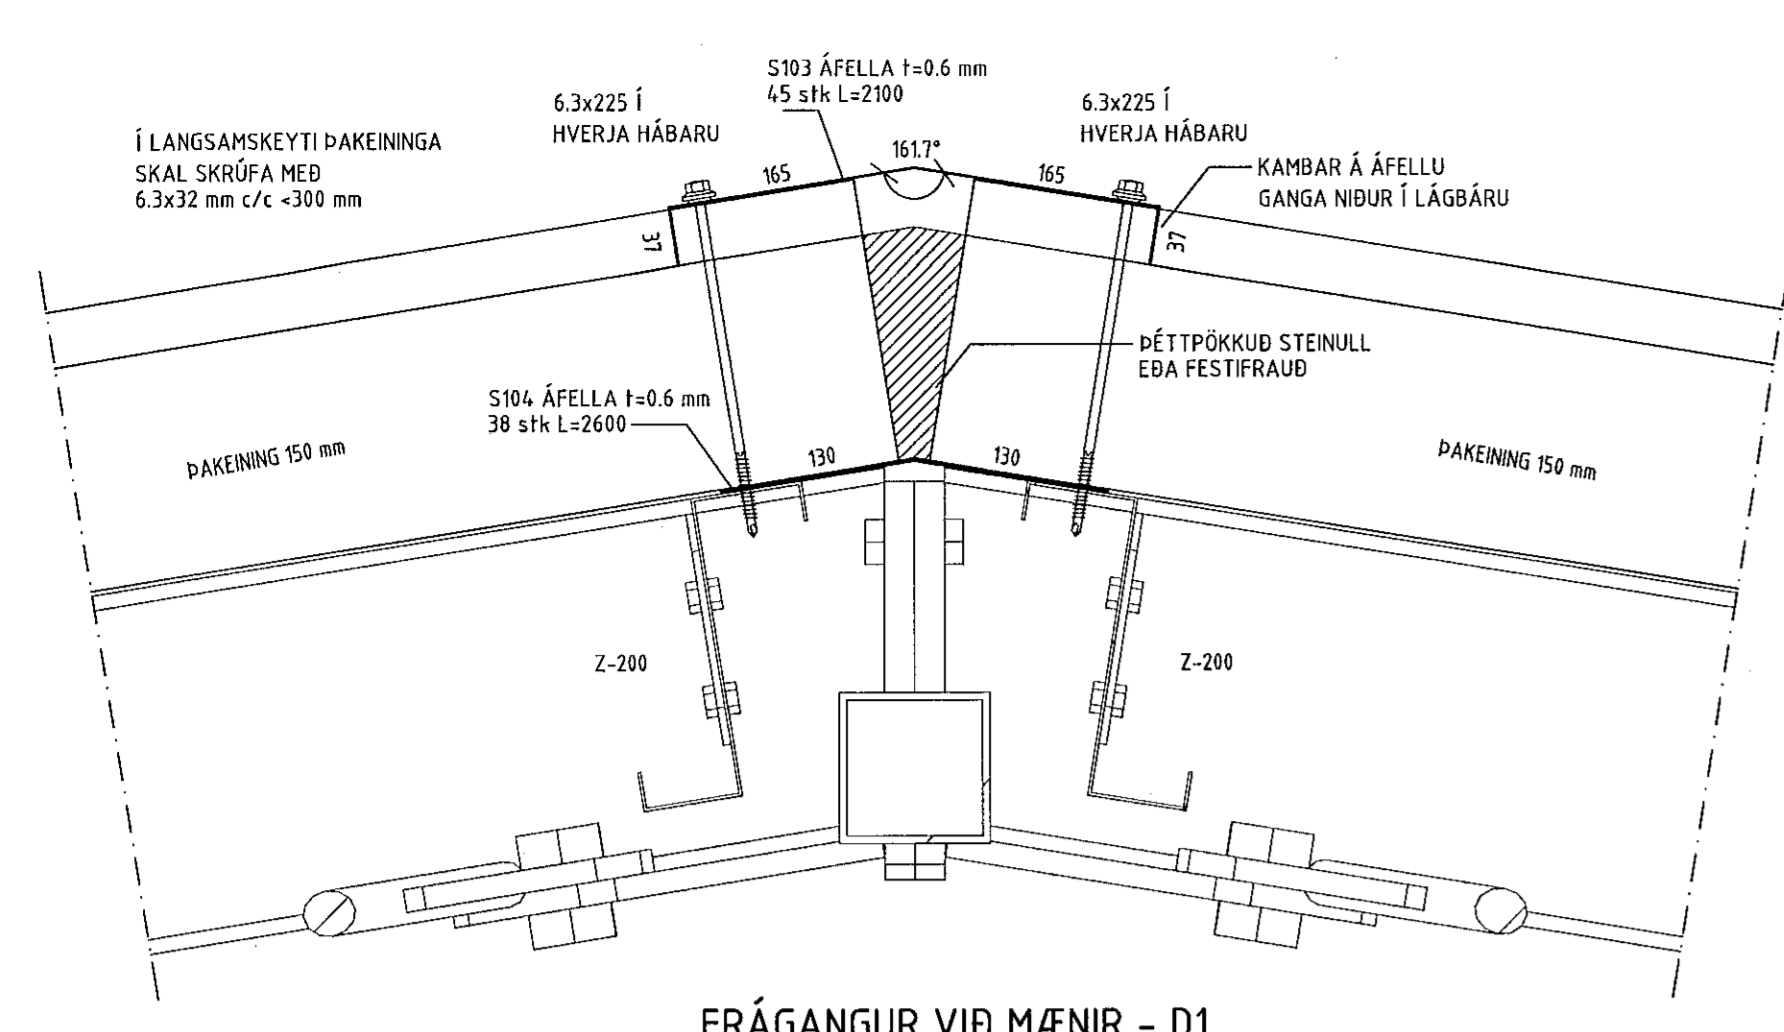 S103 ÁFELLA t=0.6 mm
45 stk L=2100
6.3x225 Í
HVERJA HÁBARU
6.3x225 Í
HVERJA HÁBARU
Í LANGSAMSKEYTI ÞAKEININGA
SKAL SKRÚFA MEÐ
6.3x32 mm c/c <300 mm
161.7°
165
165
KAMBAR Á ÁFELLU
GANGA NIÐUR Í LÁGBÁRU
37
37
ÞÉTTPÖKKUÐ STEINULL
EÐA FESTIFRAUÐ
S104 ÁFELLA t=0.6 mm
38 stk L=2600
ÞAKEINING 150 mm
130
130
ÞAKEINING 150 mm
Z-200
Z-200
FRÁGANGUR VIÐ MÆNIR - D1